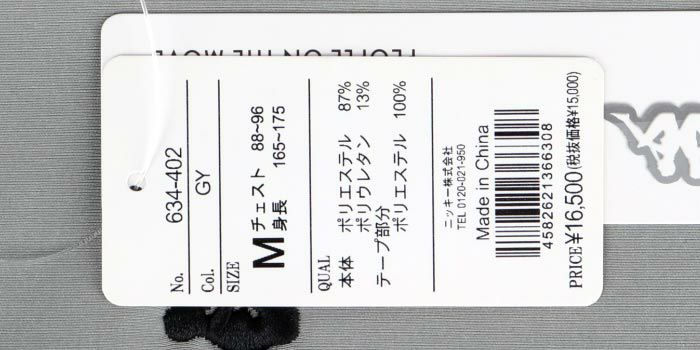 No. 634-402
Col. GY
SIZE
M チェスト 88~96
身長 165~175
QUAL
本体 ポリエステル 87%
ポリウレタン 13%
テープ部分
ポリエステル 100%
ニッキー株式会社
TEL 0120-021-950
Made in China
4582621366308
PRICE ¥16,500(税抜価格¥15,000)